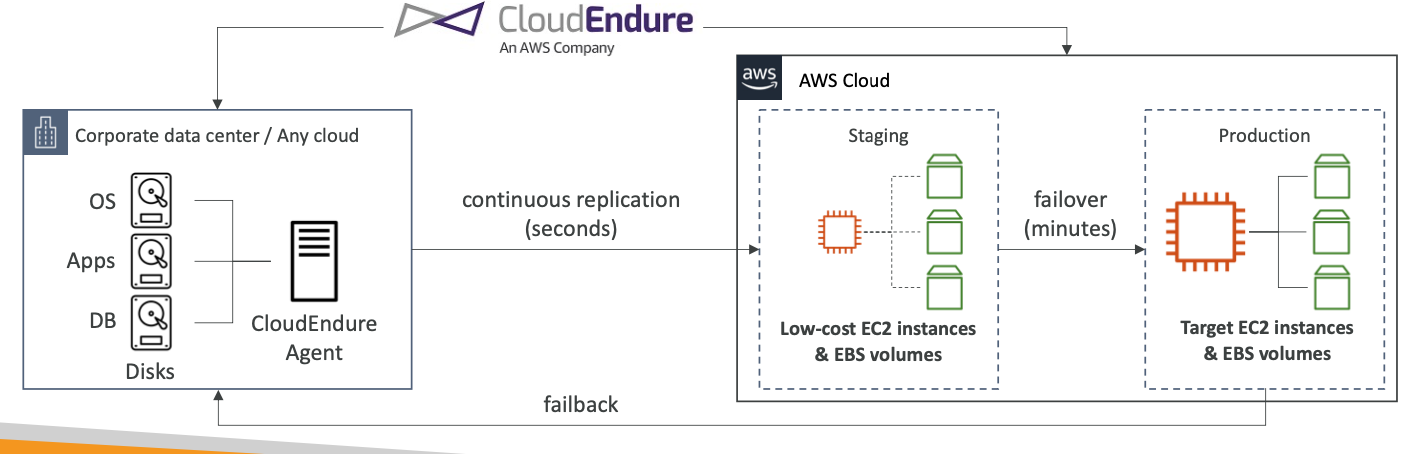 CloudEndure
An AWS Company
aws
AWS Cloud
Corporate data center / Any cloud
OS
Apps
DB
Disks
CloudEndure
Agent
continuous replication
(seconds)
Staging
Low-cost EC2 instances
& EBS volumes
failover
(minutes)
Production
Target EC2 instances
& EBS volumes
failback